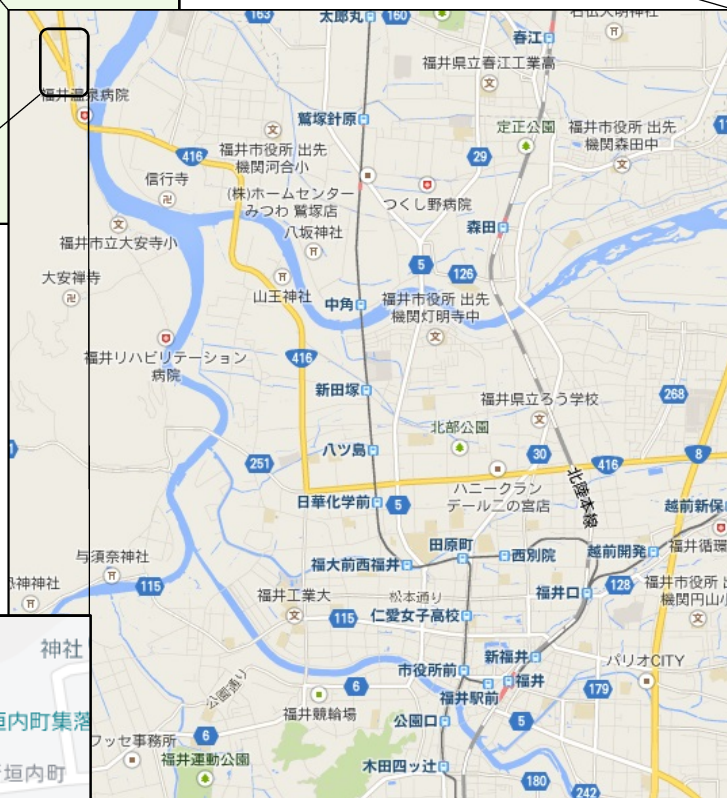 163
太郎丸
160
春江
福井県立春江工業高
福井温泉病院
鷲塚針原
定正公園
福井市役所 出先
機関森田中
416
福井市役所 出先
機関河合小
29
信行寺
(株)ホームセンター
みつわ 鷲塚店
つくし野病院
森田
福井市立大安寺小
八坂神社
5
126
大安禅寺
山王神社
中角
福井市役所 出先
機関灯明寺中
福井リハビリテーション
病院
416
新田塚
福井県立ろう学校
268
北部公園
八ツ島
30
8
251
416
ハニークラン
テール二の宮店
北陸本線
日華化学前
5
越前新保
田原町
西別院
越前開発
福井循環
与須奈神社
福大前西福井
115
福井口
128
福井市役所 出
機関円山小
福井工業大
松本通り
115
仁愛女子高校
神社
新福井
パリオCITY
市役所前
公園通り
6
福井
179
福井駅前
垣内町集落
福井競輪場
公園口
5
フッセ事務所
6
垣内町
福井運動公園
木田四ッ辻
180
242